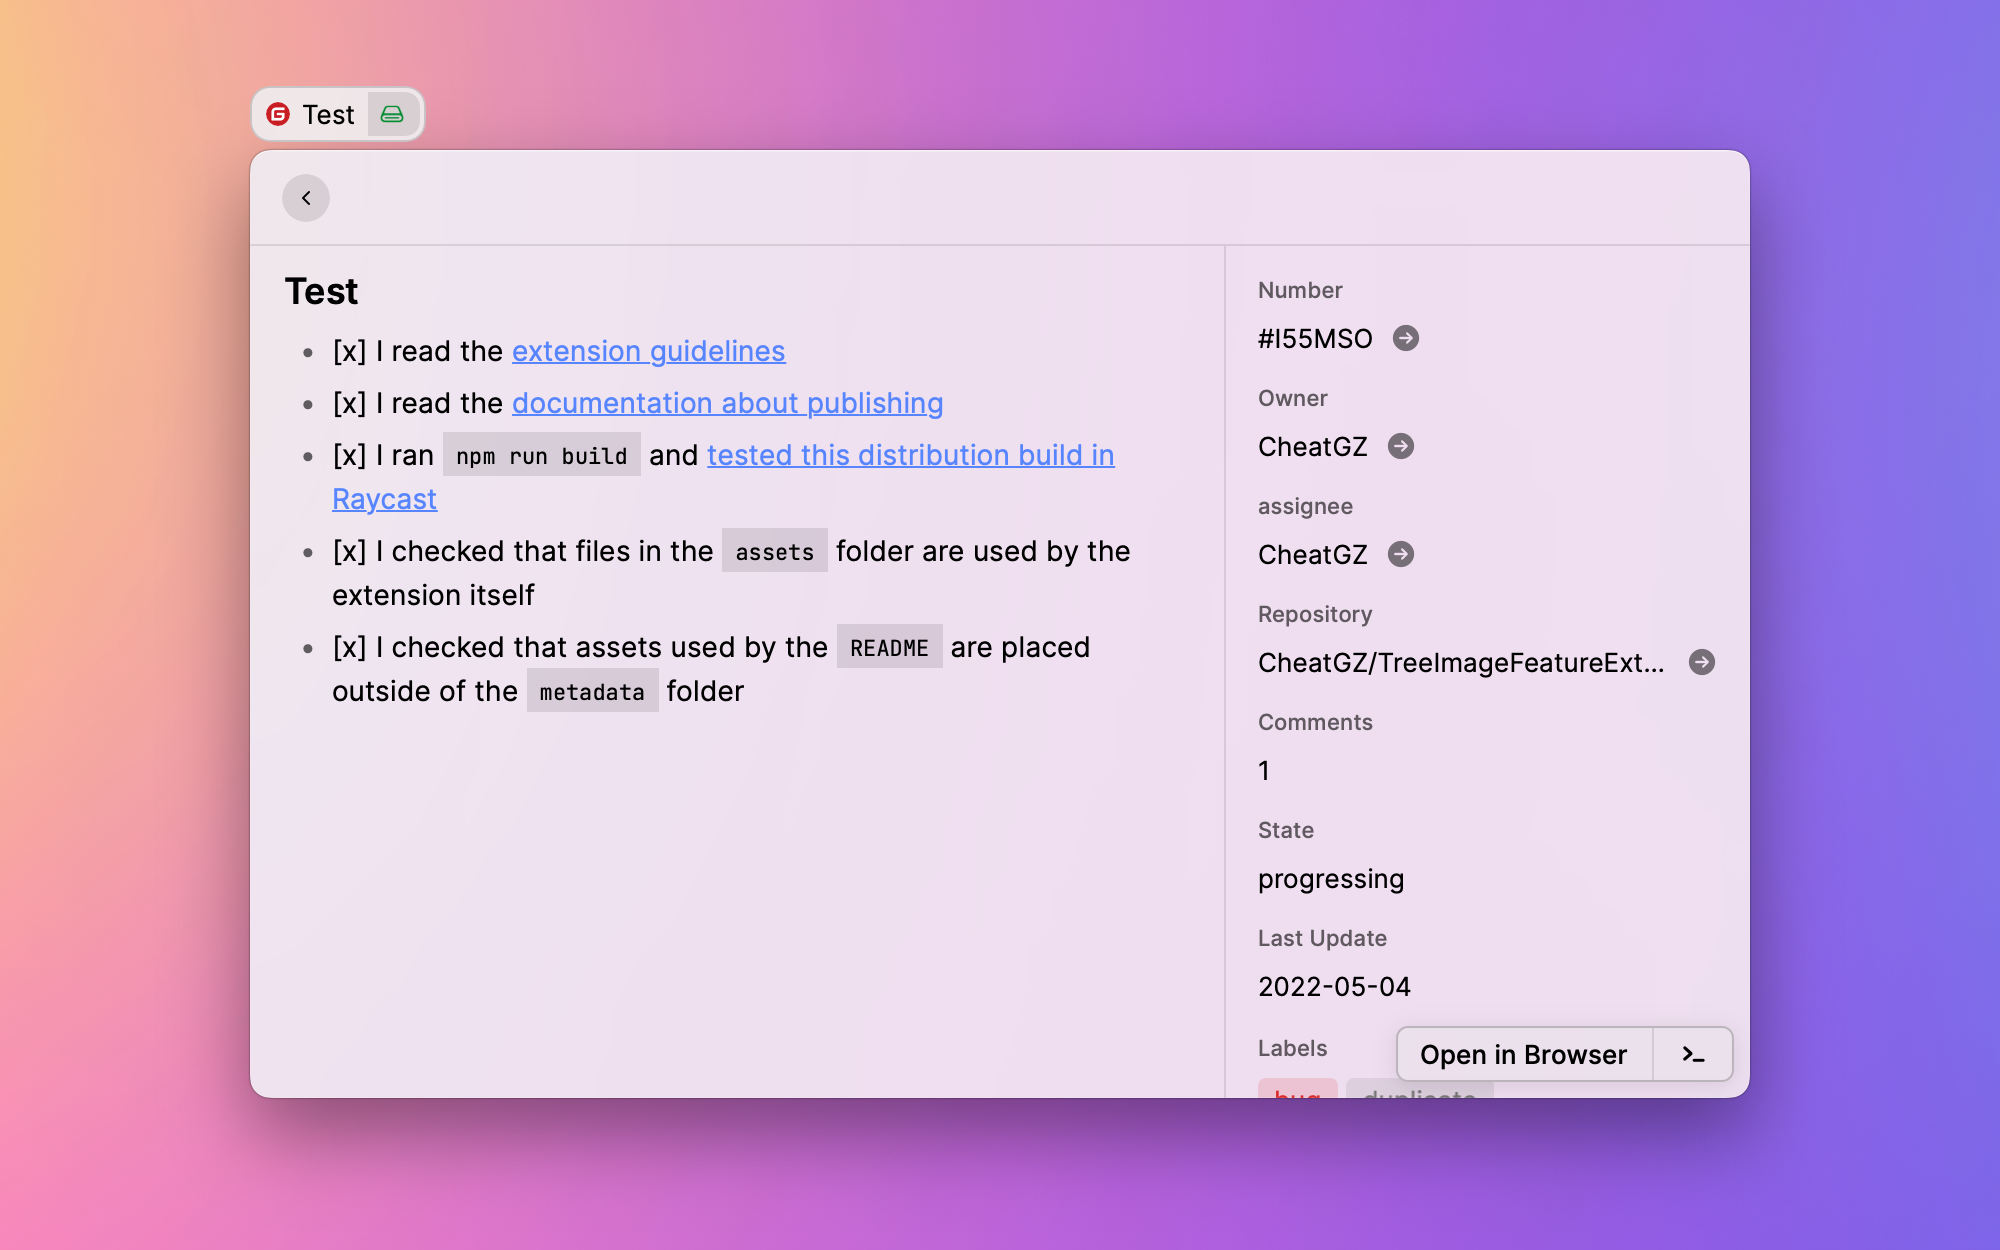 Test
Test
[x] I read the extension guidelines
[x] I read the documentation about publishing
[x] I ran npm run build and tested this distribution build in
Raycast
[x] I checked that files in the assets folder are used by the
extension itself
[x] I checked that assets used by the README are placed
outside of the metadata folder
Number
#I55MSO
Owner
CheatGZ
assignee
CheatGZ
Repository
CheatGZ/TreeImageFeatureExt...
Comments
1
State
progressing
Last Update
2022-05-04
Labels
bug duplicate
Open in Browser